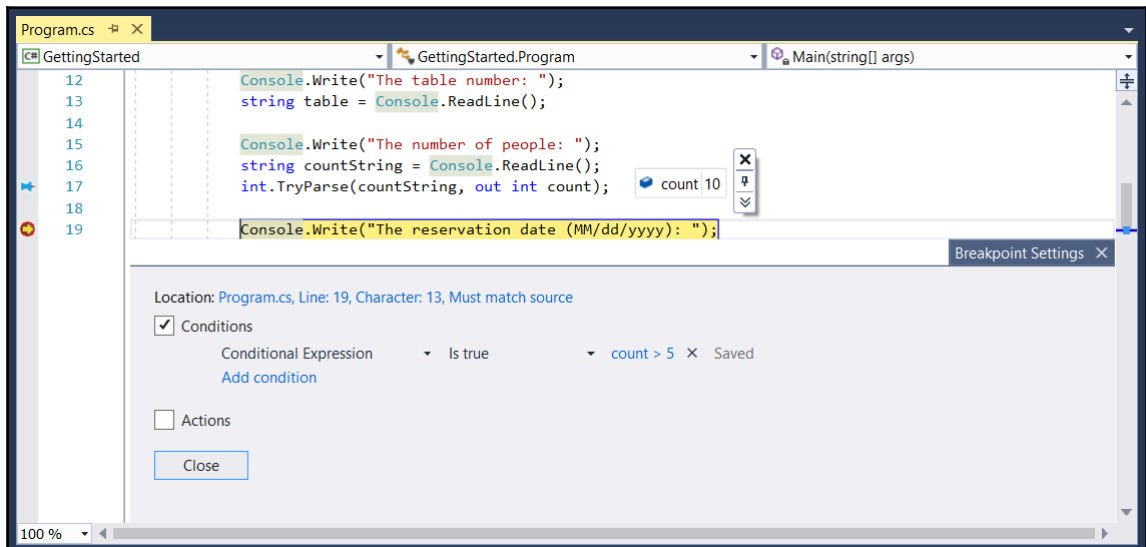 Program.cs
C# GettingStarted GettingStarted.Program Main(string[] args)
12 Console.Write("The table number: ");
13 string table = Console.ReadLine();
14
15 Console.Write("The number of people: ");
16 string countString = Console.ReadLine();
17 int.TryParse(countString, out int count); count 10
18
19 Console.Write("The reservation date (MM/dd/yyyy): ");
Breakpoint Settings
Location: Program.cs, Line: 19, Character: 13, Must match source
Conditions
Conditional Expression Is true count > 5 Saved
Add condition
Actions
Close
100 %